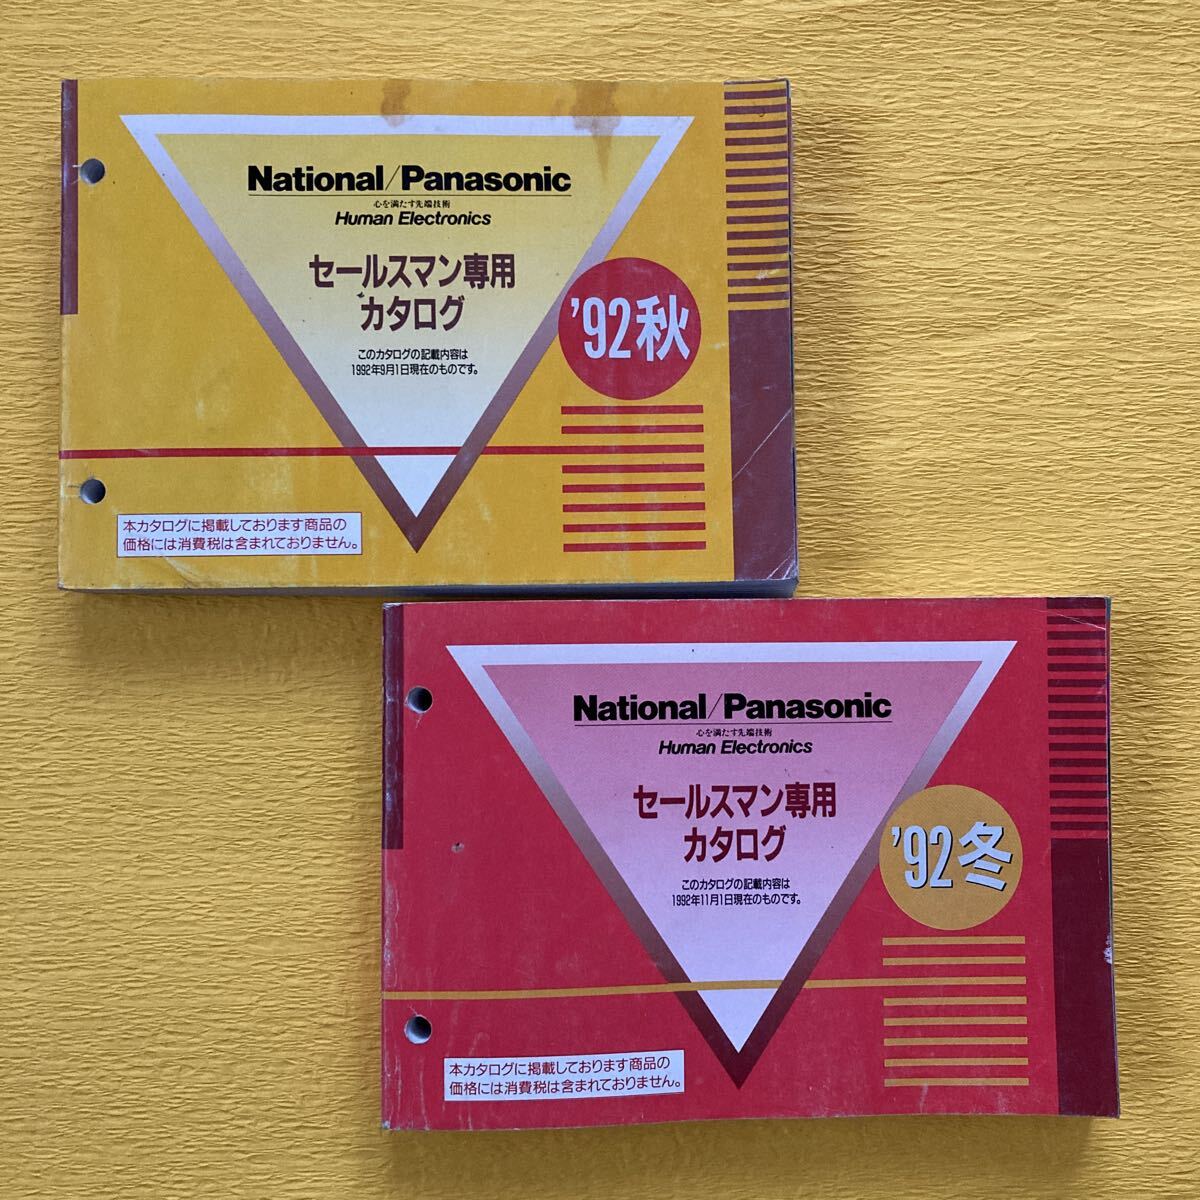 National/Panasonic
心を満たす先端技術
Human Electronics
セールスマン専用
カタログ
このカタログの記載内容は
1992年9月1日現在のものです。
'92秋
本カタログに掲載しております商品の
価格には消費税は含まれておりません。
National/Panasonic
心を満たす先端技術
Human Electronics
セールスマン専用
カタログ
このカタログの記載内容は
1992年11月1日現在のものです。
'92冬
本カタログに掲載しております商品の
価格には消費税は含まれておりません。